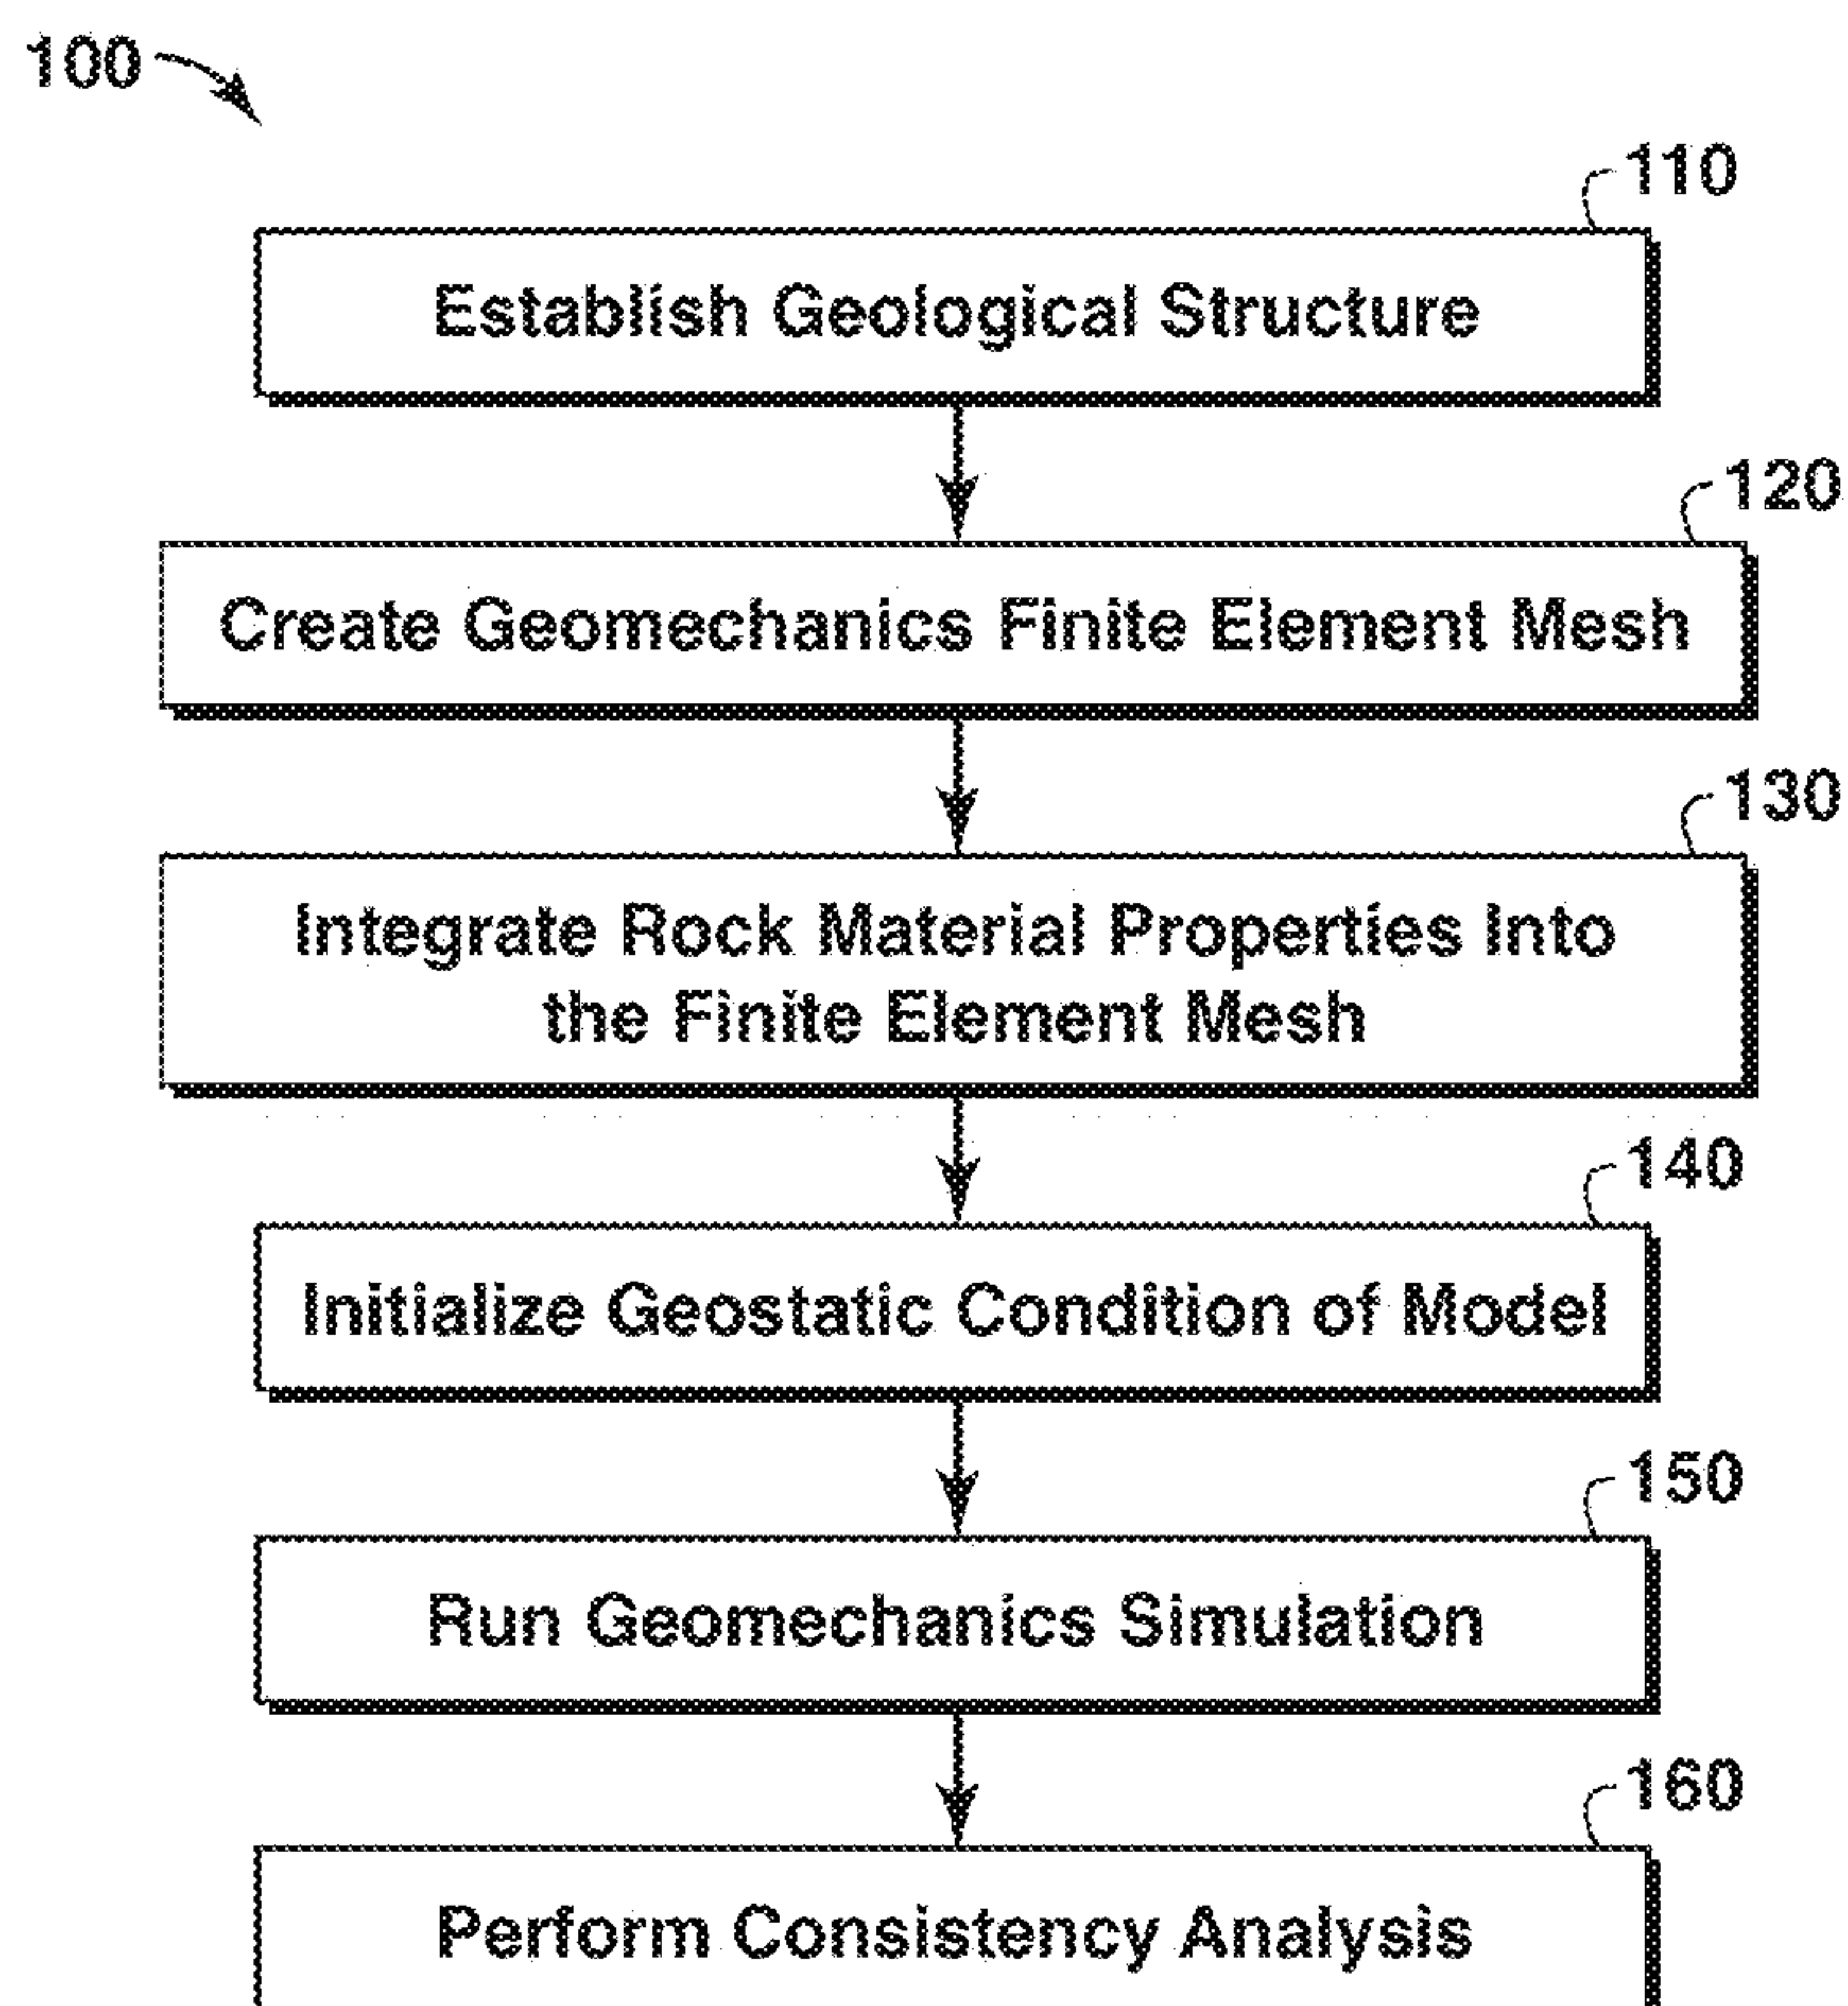 100
110
Establish Geological Structure
120
Create Geomechanics Finite Element Mesh
130
Integrate Rock Material Properties Into
the Finite Element Mesh
140
Initialize Geostatic Condition of Model
150
Run Geomechanics Simulation
160
Perform Consistency Analysis